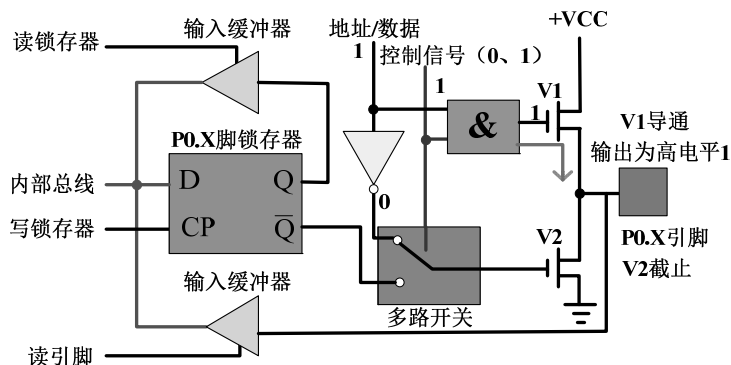 读锁存器
输入缓冲器
地址/数据
1
控制信号（0、1）
+VCC
1
V1
&
1
V1导通
输出为高电平1
P0.X脚锁存器
内部总线
D
Q
0
写锁存器
CP
Q̅
V2
P0.X引脚
V2截止
输入缓冲器
多路开关
读引脚